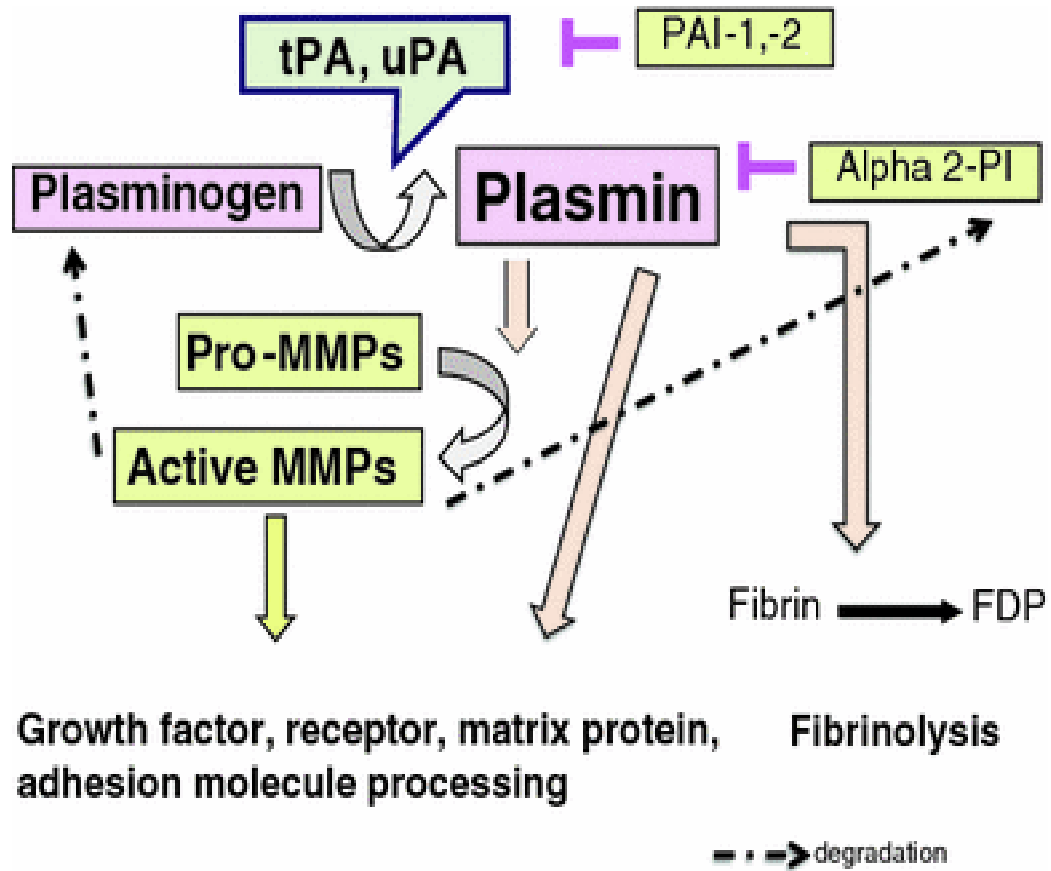 tPA, uPA
PAI-1,-2
Plasminogen
Plasmin
Alpha 2-PI
Pro-MMPs
Active MMPs
Fibrin
FDP
Growth factor, receptor, matrix protein,
adhesion molecule processing
Fibrinolysis
degradation